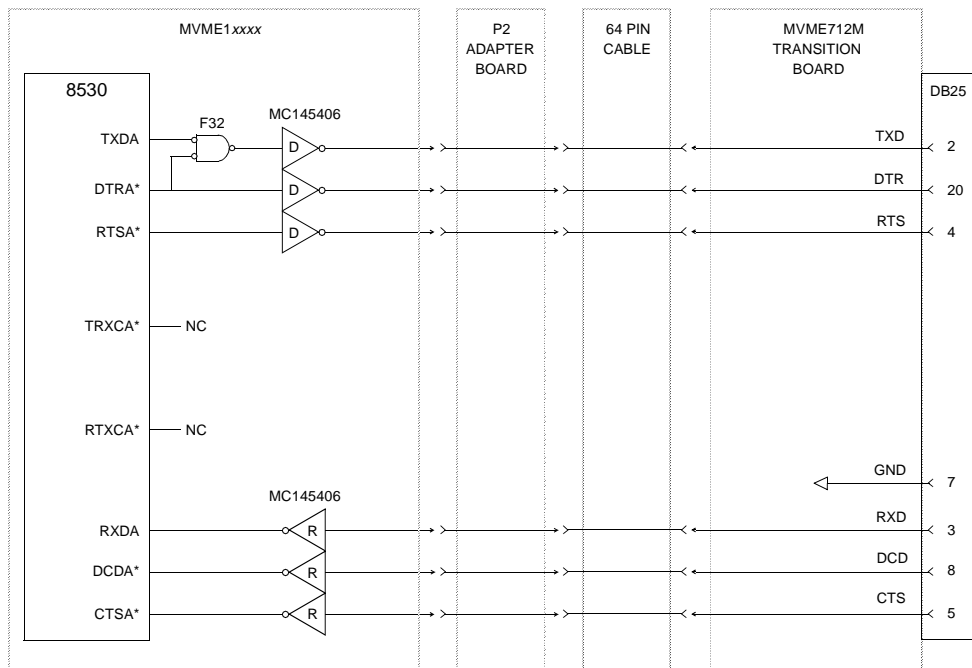 MVME1xxxx
P2
ADAPTER
BOARD
64 PIN
CABLE
MVME712M
TRANSITION
BOARD
8530
DB25
MC145406
F32
TXDA
D
TXD
2
DTRA*
D
DTR
20
RTSA*
D
RTS
4
TRXCA*
NC
RTXCA*
NC
GND
7
MC145406
RXDA
R
RXD
3
DCDA*
R
DCD
8
CTSA*
R
CTS
5